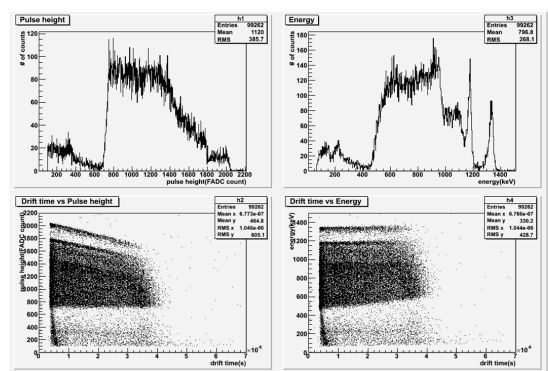 Pulse height
h1
Entries 99262
Mean 1120
RMS 385.7
# of counts
120
100
80
60
40
20
0
0 200 400 600 800 1000 1200 1400 1600 1800 2000 2200
pulse height(FADC count)
Energy
h3
Entries 99262
Mean 796.8
RMS 268.1
# of counts
180
160
140
120
100
80
60
40
20
0
0 200 400 600 800 1000 1200 1400
energy(keV)
Drift time vs Pulse height
h2
Entries 99262
Mean x 6.773e-07
Mean y 464.8
RMS x 1.046e-06
RMS y 605.1
pulse height(FADC count)
2200
2000
1800
1600
1400
1200
1000
800
600
400
200
0
0 1 2 3 4 5 6 7
×10-6
drift time(s)
Drift time vs Energy
h4
Entries 99262
Mean x 6.766e-07
Mean y 330.2
RMS x 1.044e-06
RMS y 428.7
energy(keV)
1400
1200
1000
800
600
400
200
0
0 1 2 3 4 5 6 7
×10-6
drift time(s)